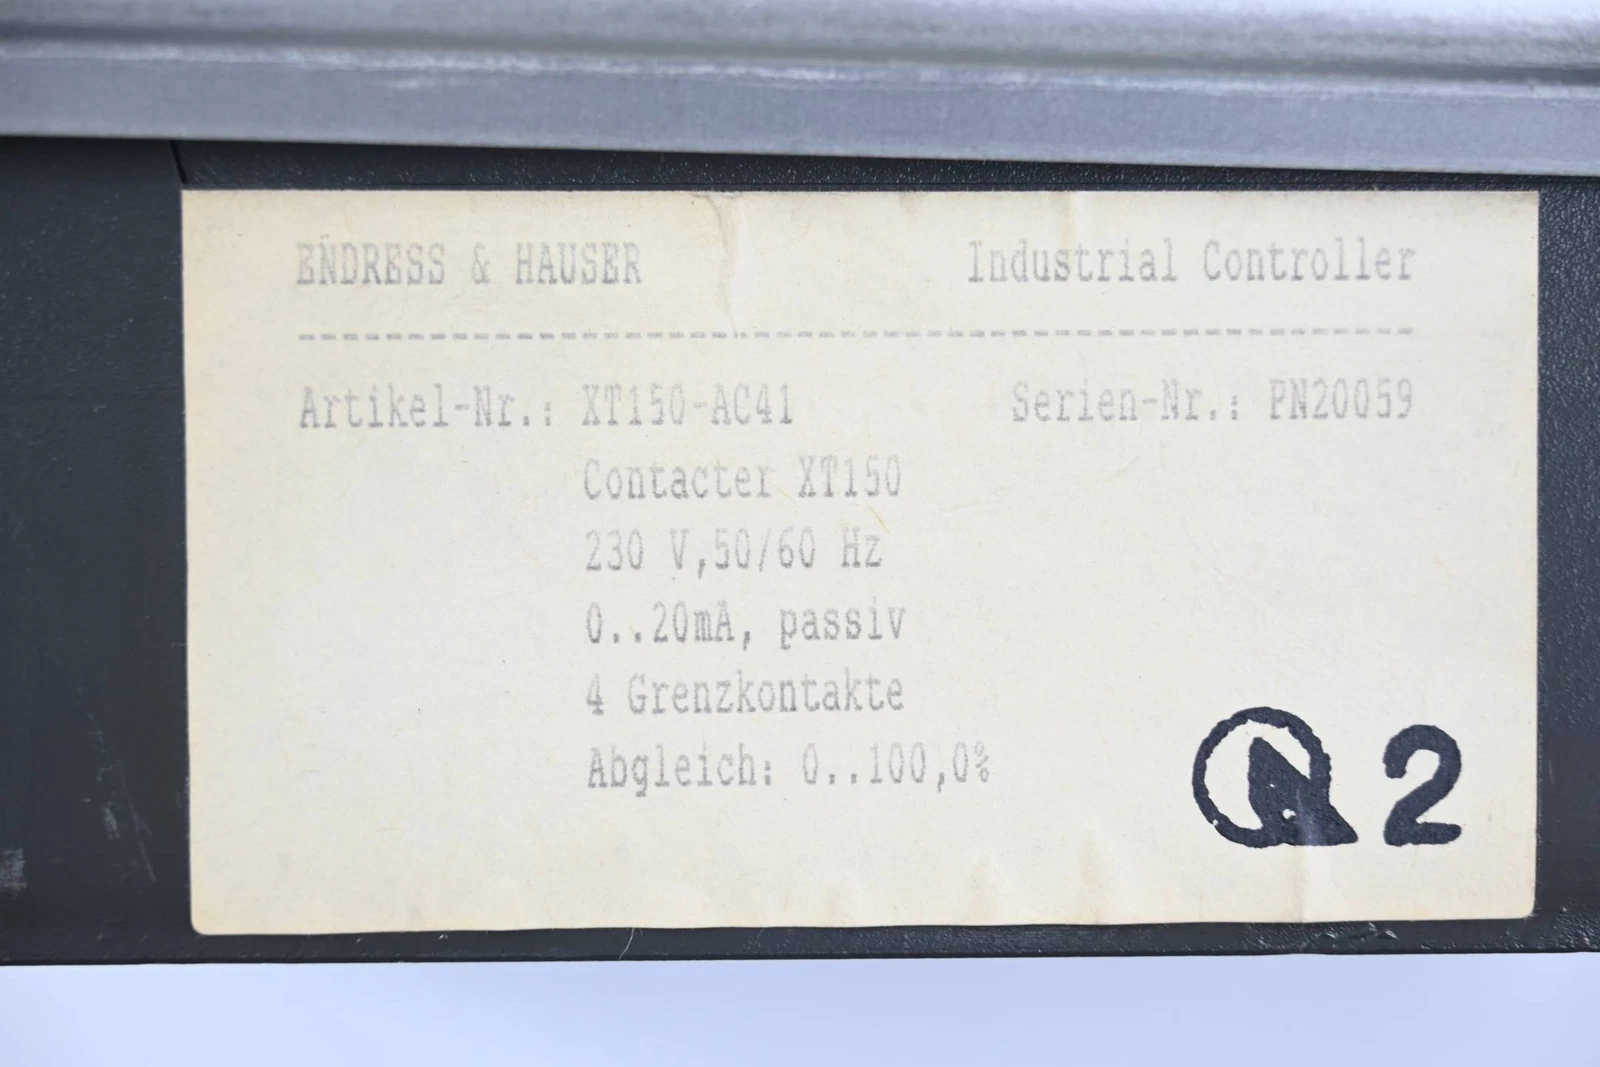 ENDRESS & HAUSER Industrial Controller
----------------------------------------------------
Artikel-Nr.: XT150-AC41 Serien-Nr.: PN20059
Contacter XT150
230 V,50/60 Hz
0..20mA, passiv
4 Grenzkontakte
Abgleich: 0..100,0%
2